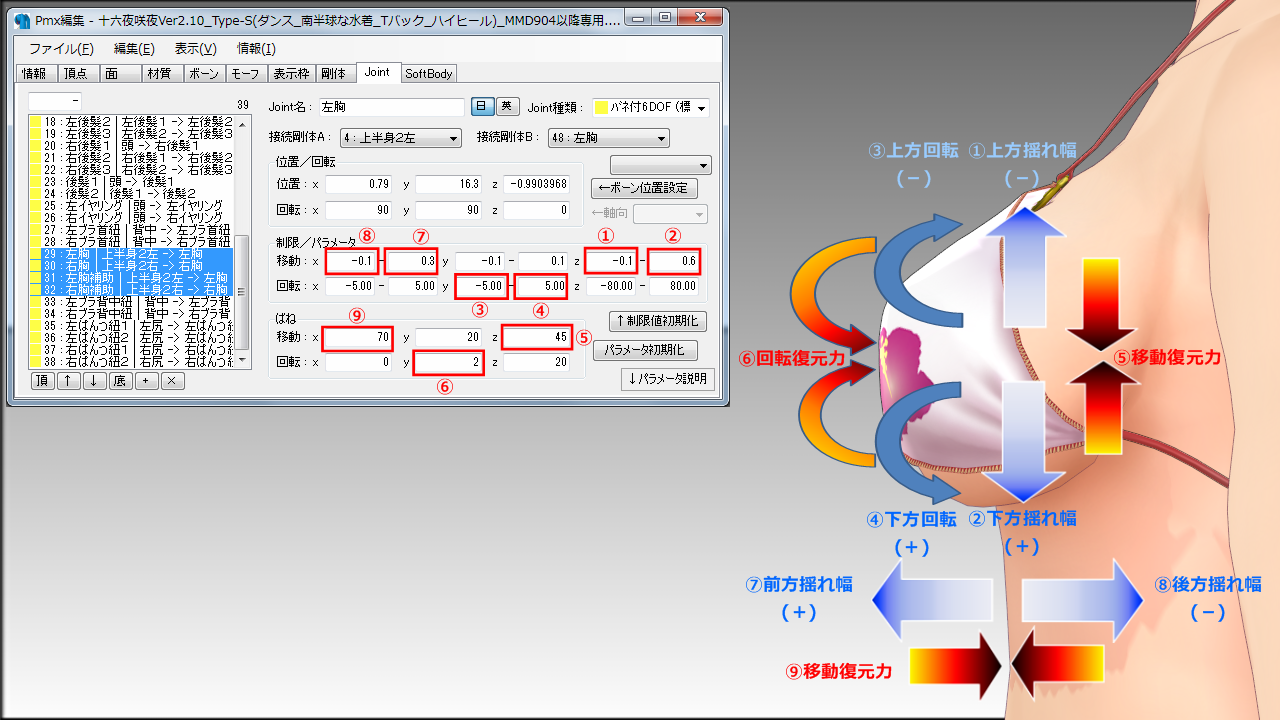 Pmx編集 - 十六夜咲夜Ver2.10_Type-S(ダンス_南半球な水着_Tバック_ハイヒール)_MMD904以降専用....
ファイル(F) 編集(E) 表示(V) 情報(I)
情報 頂点 面 材質 ボーン モーフ 表示枠 剛体 Joint SoftBody
- 39
18 : 左後髪2 | 左後髪1 -> 左後髪2
19 : 左後髪3 | 左後髪2 -> 左後髪3
20 : 右後髪1 | 頭 -> 右後髪1
21 : 右後髪2 | 右後髪1 -> 右後髪2
22 : 右後髪3 | 右後髪2 -> 右後髪3
23 : 後髪1 | 頭 -> 後髪1
24 : 後髪2 | 後髪1 -> 後髪2
25 : 左イヤリング | 頭 -> 左イヤリング
26 : 右イヤリング | 頭 -> 右イヤリング
27 : 左ブラ首紐 | 背中 -> 左ブラ首紐
28 : 右ブラ首紐 | 背中 -> 右ブラ首紐
29 : 左胸 | 上半身2左 -> 左胸
30 : 右胸 | 上半身2右 -> 右胸
31 : 左胸補助 | 上半身2左 -> 左胸
32 : 右胸補助 | 上半身2右 -> 右胸
33 : 左ブラ背中紐 | 背中 -> 左ブラ背
34 : 右ブラ背中紐 | 背中 -> 右ブラ背
35 : 左ぱんつ紐1 | 左尻 -> 左ぱんつ紐
36 : 左ぱんつ紐2 | 左尻 -> 左ぱんつ紐
37 : 右ぱんつ紐1 | 右尻 -> 右ぱんつ紐
38 : 右ぱんつ紐2 | 右尻 -> 右ぱんつ紐
頂 ↑ ↓ 底 + ×
Joint名 : 左胸 日 英 Joint種類 : バネ付6DOF (標
接続剛体A : 4 : 上半身2左 接続剛体B : 48 : 左胸
位置／回転
位置 : x 0.79 y 16.3 z -0.9903968
←ボーン位置設定
回転 : x 90 y 90 z 0
←軸向
制限／パラメータ
⑧ ⑦ ① ②
移動 : x -0.1 - 0.3 y -0.1 - 0.1 z -0.1 - 0.6
回転 : x -5.00 - 5.00 y -5.00 - 5.00 z -80.00 - 80.00
③ ④
↑制限値初期化
ばね
⑨
移動 : x 70 y 20 z 45 ⑤
パラメータ初期化
回転 : x 0 y 2 z 20
⑥
↓パラメータ説明
③上方回転 ①上方揺れ幅
(－) (－)
⑥回転復元力 ⑤移動復元力
④下方回転 ②下方揺れ幅
(＋) (＋)
⑦前方揺れ幅 ⑧後方揺れ幅
(＋) (－)
⑨移動復元力